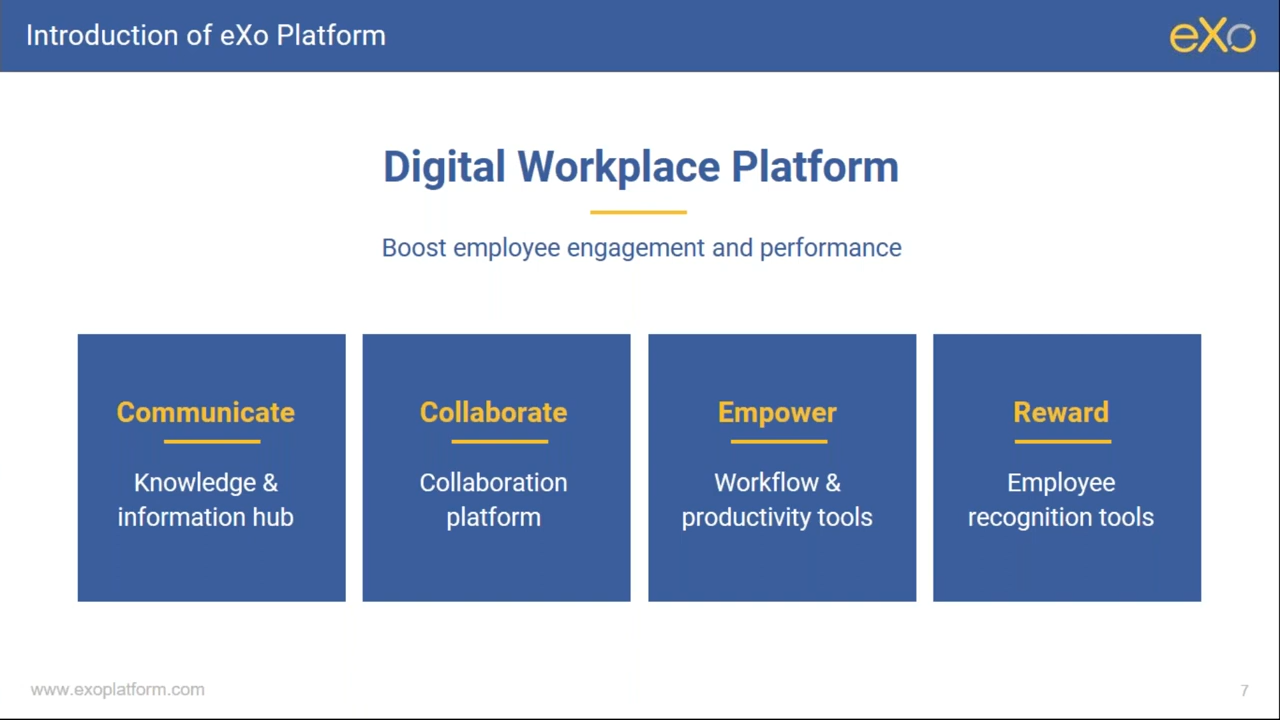 Introduction of eXo Platform
eXo
Digital Workplace Platform
Boost employee engagement and performance
Communicate
Knowledge &
information hub
Collaborate
Collaboration
platform
Empower
Workflow &
productivity tools
Reward
Employee
recognition tools
www.exoplatform.com
7